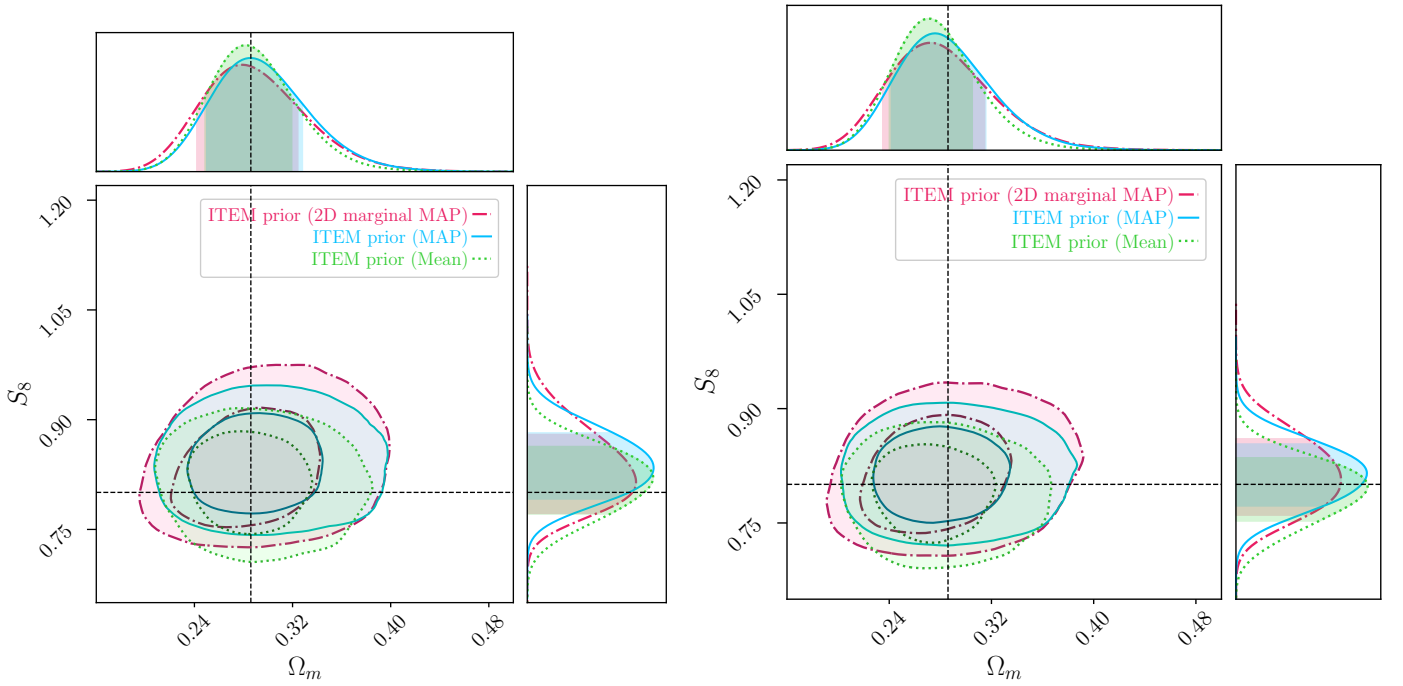 ITEM prior (2D marginal MAP)
ITEM prior (MAP)
ITEM prior (Mean)
1.20
1.05
0.90
0.75
S₈
0.24
0.32
0.40
0.48
Ωₘ
ITEM prior (2D marginal MAP)
ITEM prior (MAP)
ITEM prior (Mean)
1.20
1.05
0.90
0.75
S₈
0.24
0.32
0.40
0.48
Ωₘ